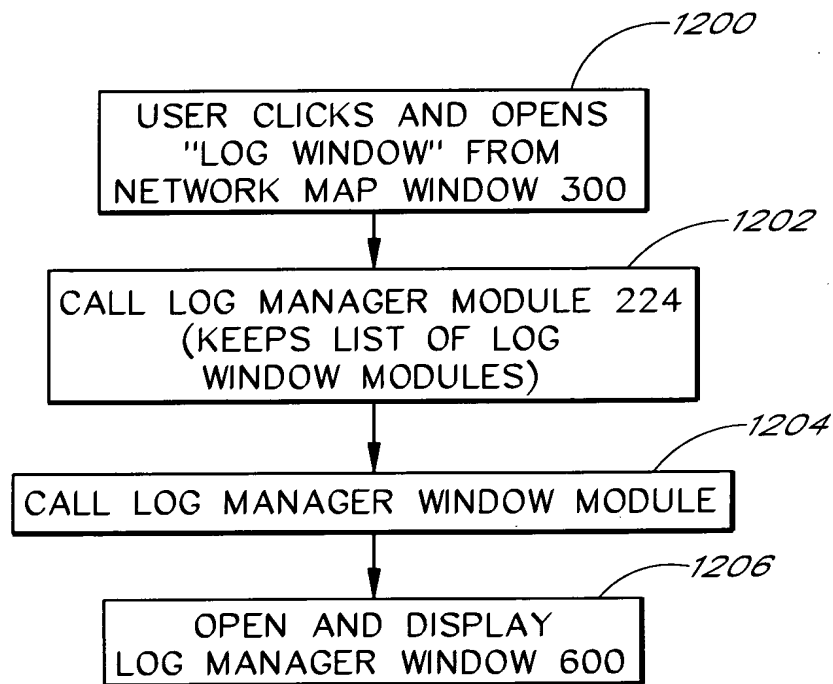 1200
USER CLICKS AND OPENS
"LOG WINDOW" FROM
NETWORK MAP WINDOW 300
1202
CALL LOG MANAGER MODULE 224
(KEEPS LIST OF LOG
WINDOW MODULES)
1204
CALL LOG MANAGER WINDOW MODULE
1206
OPEN AND DISPLAY
LOG MANAGER WINDOW 600